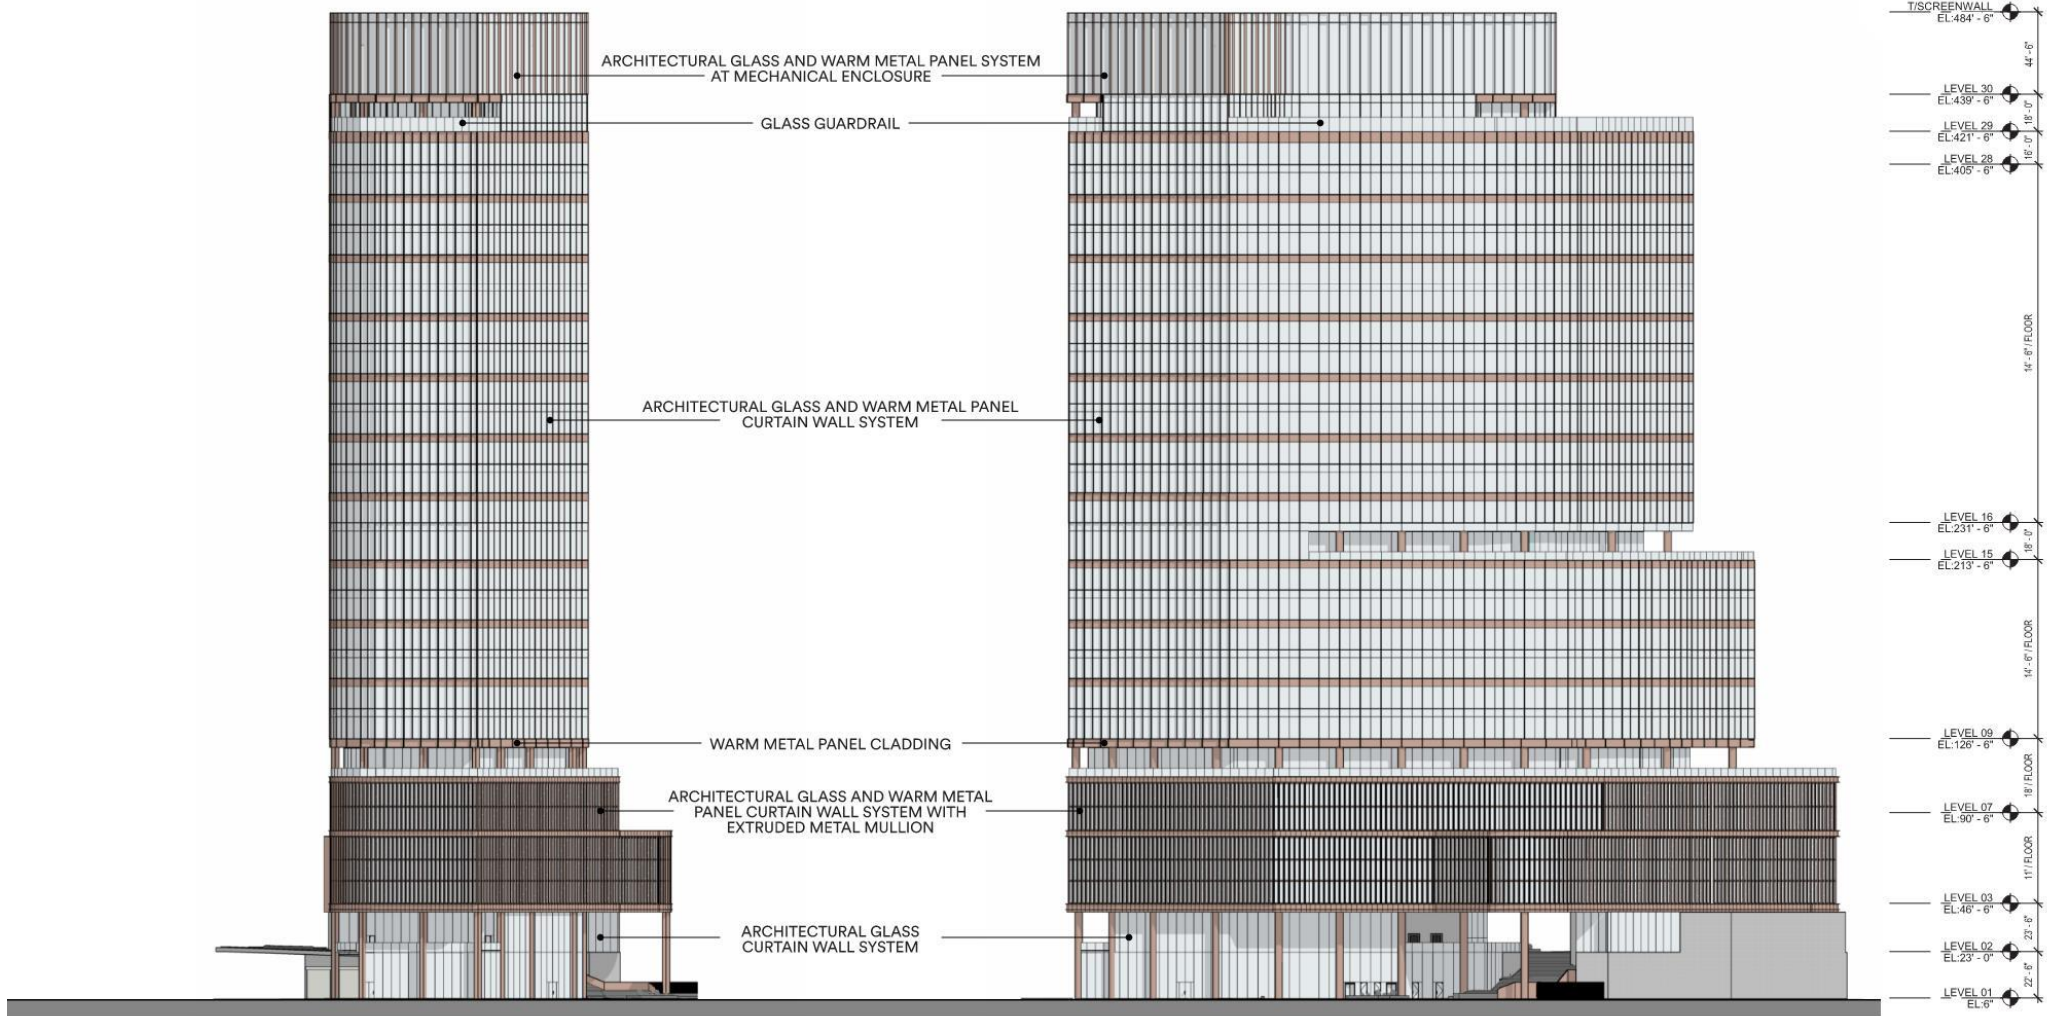 T/SCREENWALL
EL:484' - 6"
44' -6"
ARCHITECTURAL GLASS AND WARM METAL PANEL SYSTEM
AT MECHANICAL ENCLOSURE
LEVEL 30
EL:439' - 6"
18' - 0"
GLASS GUARDRAIL
LEVEL 29
EL:421' - 6"
16' - 0"
LEVEL 28
EL:405' - 6"
14' - 6" / FLOOR
ARCHITECTURAL GLASS AND WARM METAL PANEL
CURTAIN WALL SYSTEM
LEVEL 16
EL:231' - 6"
18' - 0"
LEVEL 15
EL:213' - 6"
14' - 6" / FLOOR
WARM METAL PANEL CLADDING
LEVEL 09
EL:126' - 6"
18' / FLOOR
ARCHITECTURAL GLASS AND WARM METAL
PANEL CURTAIN WALL SYSTEM WITH
EXTRUDED METAL MULLION
LEVEL 07
EL:90' - 6"
11' / FLOOR
LEVEL 03
EL:46' - 6"
23' - 6"
ARCHITECTURAL GLASS
CURTAIN WALL SYSTEM
LEVEL 02
EL:23' - 0"
22' - 6"
LEVEL 01
EL:6"